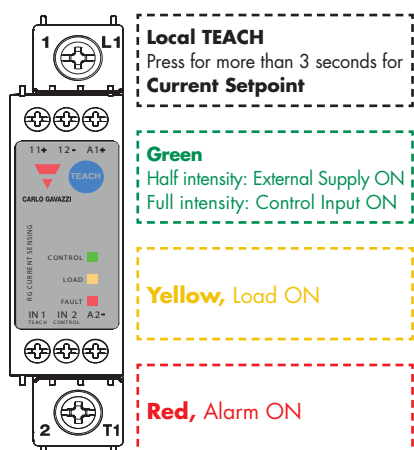 1 L1
11+ 12- A1+
TEACH
CARLO GAVAZZI
RG CURRENT SENSING
CONTROL
LOAD
FAULT
IN 1 IN 2 A2-
TEACH CONTROL
2 T1
Local TEACH
Press for more than 3 seconds for
Current Setpoint
Green
Half intensity: External Supply ON
Full intensity: Control Input ON
Yellow, Load ON
Red, Alarm ON